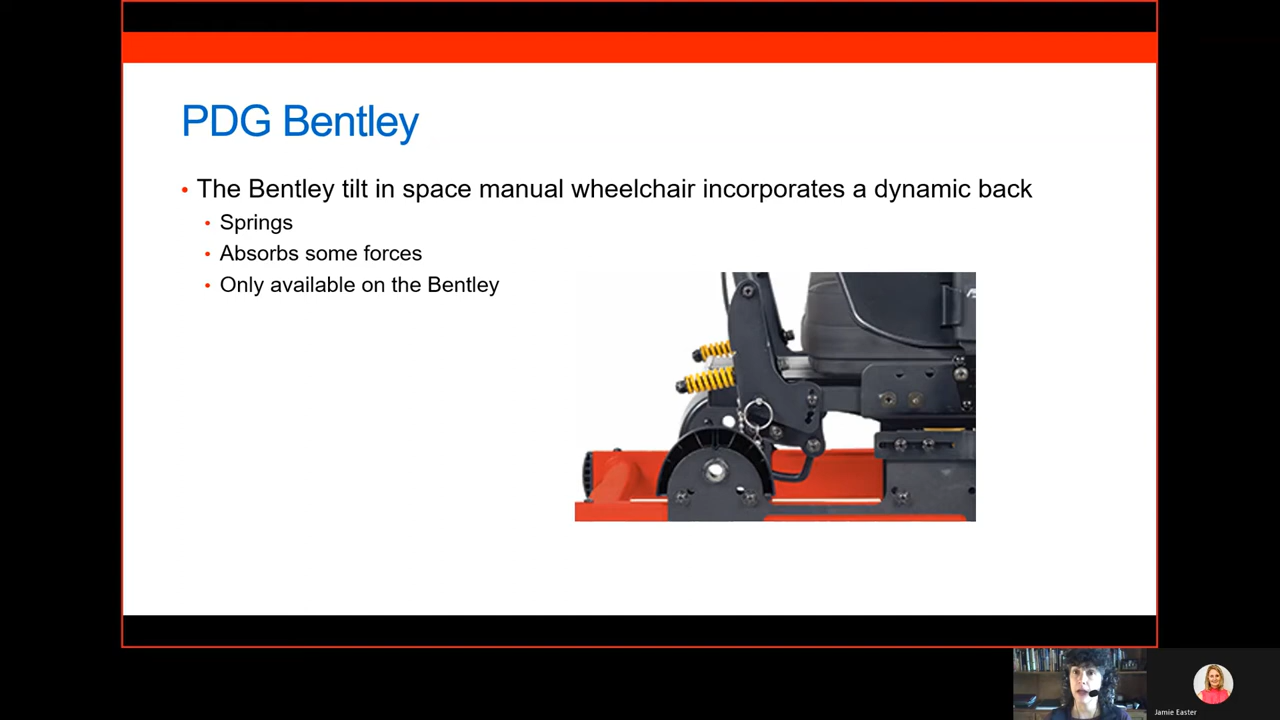 PDG Bentley
• The Bentley tilt in space manual wheelchair incorporates a dynamic back
• Springs
• Absorbs some forces
• Only available on the Bentley
Jamie Easter